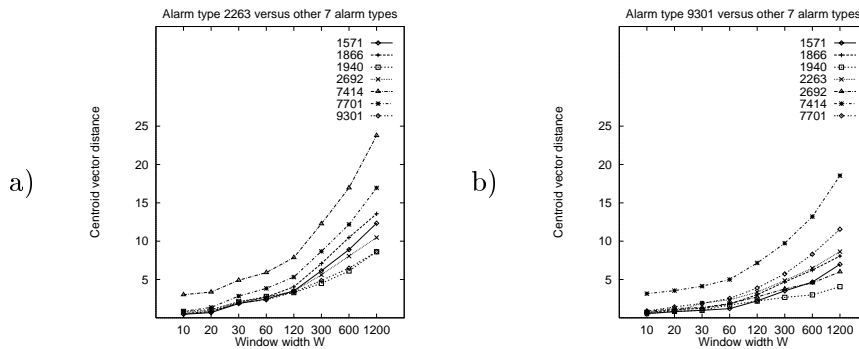 a)
Alarm type 2263 versus other 7 alarm types
Centroid vector distance
25
20
15
10
5
1571
1866
1940
2692
7414
7701
9301
10 20 30 60 120 300 600 1200
Window width W
b)
Alarm type 9301 versus other 7 alarm types
Centroid vector distance
25
20
15
10
5
1571
1866
1940
2263
2692
7414
7701
10 20 30 60 120 300 600 1200
Window width W